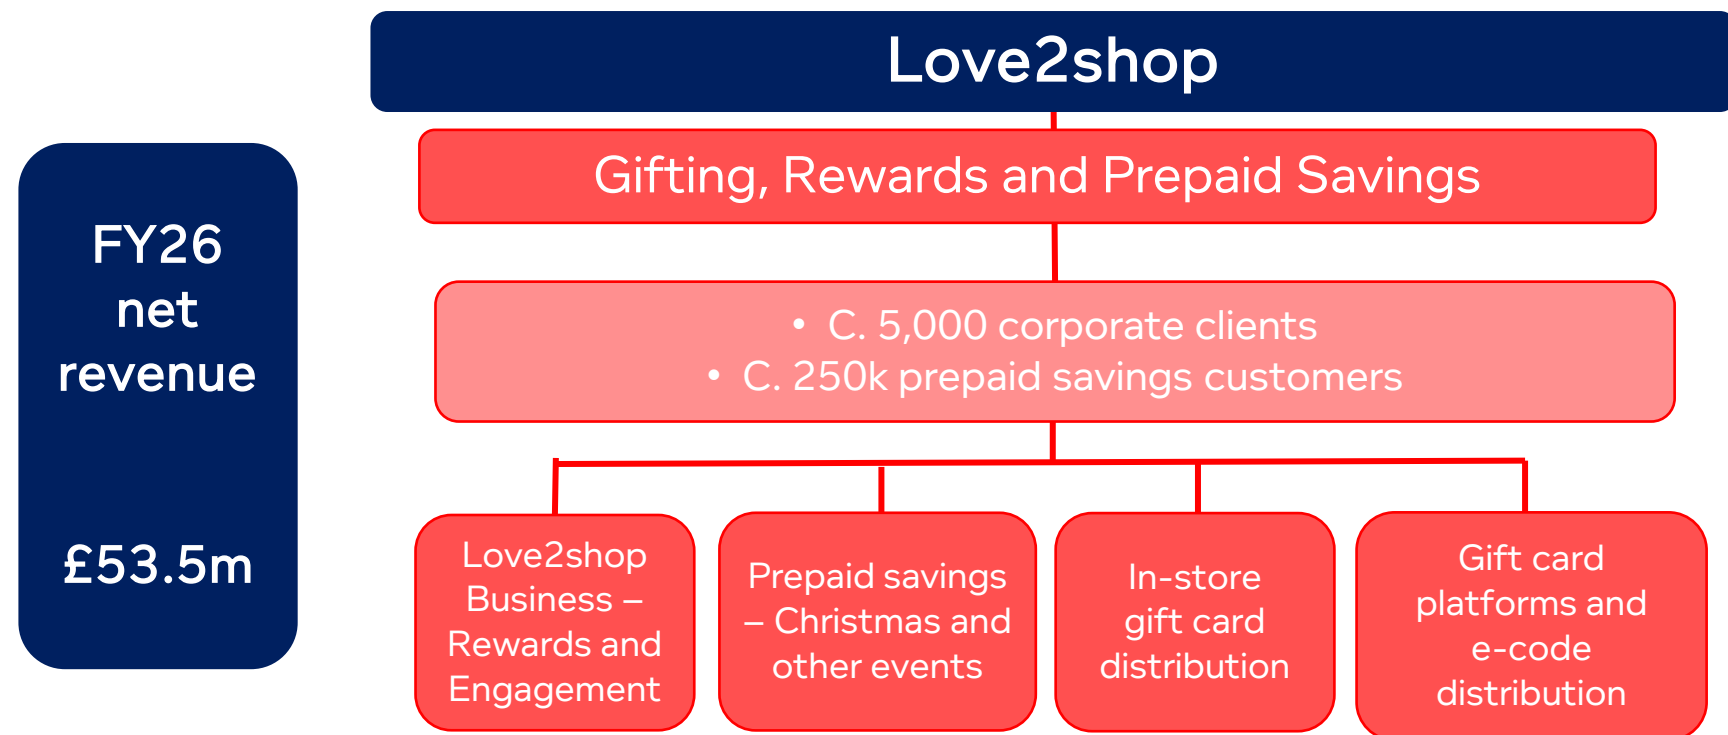 Love2shop
Gifting, Rewards and Prepaid Savings
FY26
net
revenue
£53.5m
• C. 5,000 corporate clients
• C. 250k prepaid savings customers
Love2shop
Business –
Rewards and
Engagement
Prepaid savings
– Christmas and
other events
In-store
gift card
distribution
Gift card
platforms and
e-code
distribution